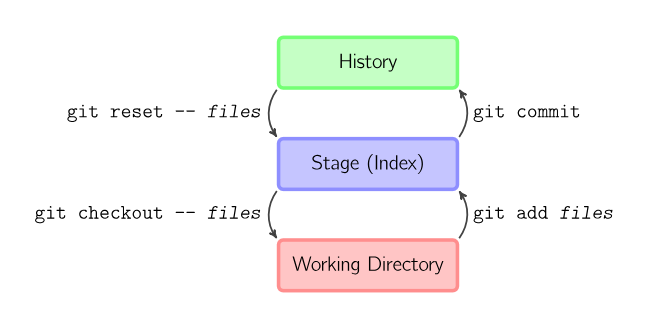 History
git reset -- files
git commit
Stage (Index)
git checkout -- files
git add files
Working Directory